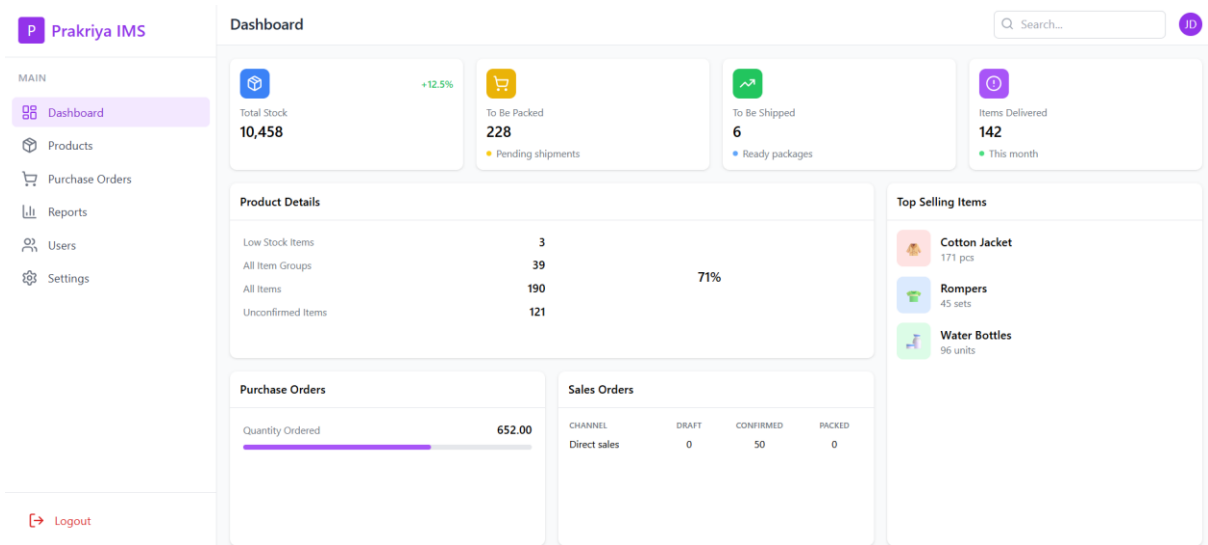 P Prakriya IMS
MAIN
Dashboard
Products
Purchase Orders
Reports
Users
Settings
Logout
Dashboard
Search...
JD
+12.5%
Total Stock
10,458
To Be Packed
228
Pending shipments
To Be Shipped
6
Ready packages
Items Delivered
142
This month
Product Details
Low Stock Items 3
All Item Groups 39
All Items 190
Unconfirmed Items 121
71%
Top Selling Items
Cotton Jacket
171 pcs
Rompers
45 sets
Water Bottles
96 units
Purchase Orders
Quantity Ordered 652.00
Sales Orders
CHANNEL DRAFT CONFIRMED PACKED
Direct sales 0 50 0